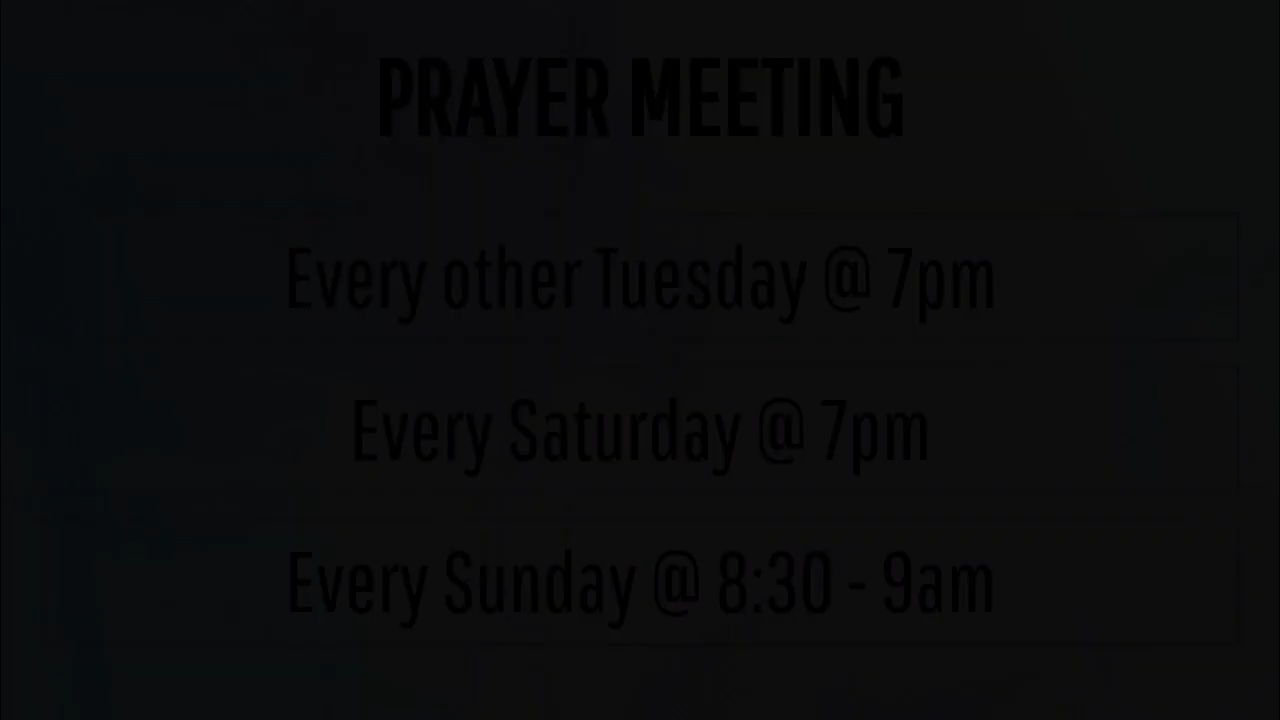 PRAYER MEETING
Every other Tuesday @ 7pm
Every Saturday @ 7pm
Every Sunday @ 8:30 - 9am